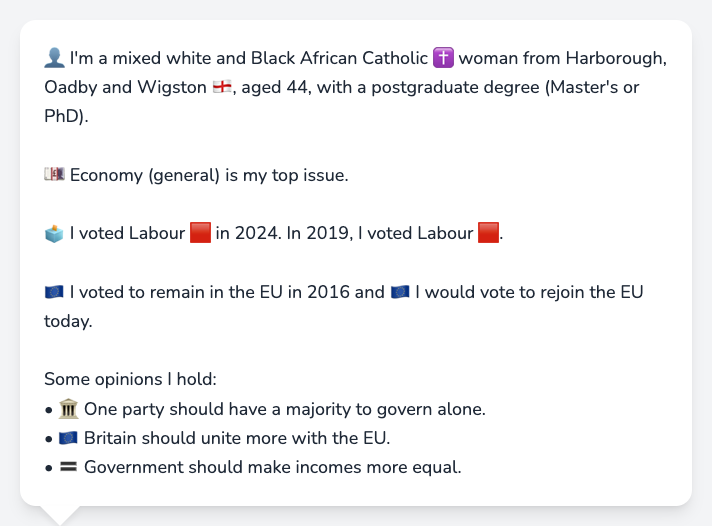 👤 I'm a mixed white and Black African Catholic ✝️ woman from Harborough,
Oadby and Wigston 🏴󠁧󠁢󠁥󠁮󠁧󠁿, aged 44, with a postgraduate degree (Master's or
PhD).
💷 Economy (general) is my top issue.
🗳️ I voted Labour 🟥 in 2024. In 2019, I voted Labour 🟥.
🇪🇺 I voted to remain in the EU in 2016 and 🇪🇺 I would vote to rejoin the EU
today.
Some opinions I hold:
• 🏛️ One party should have a majority to govern alone.
• 🇪🇺 Britain should unite more with the EU.
• 🟰 Government should make incomes more equal.